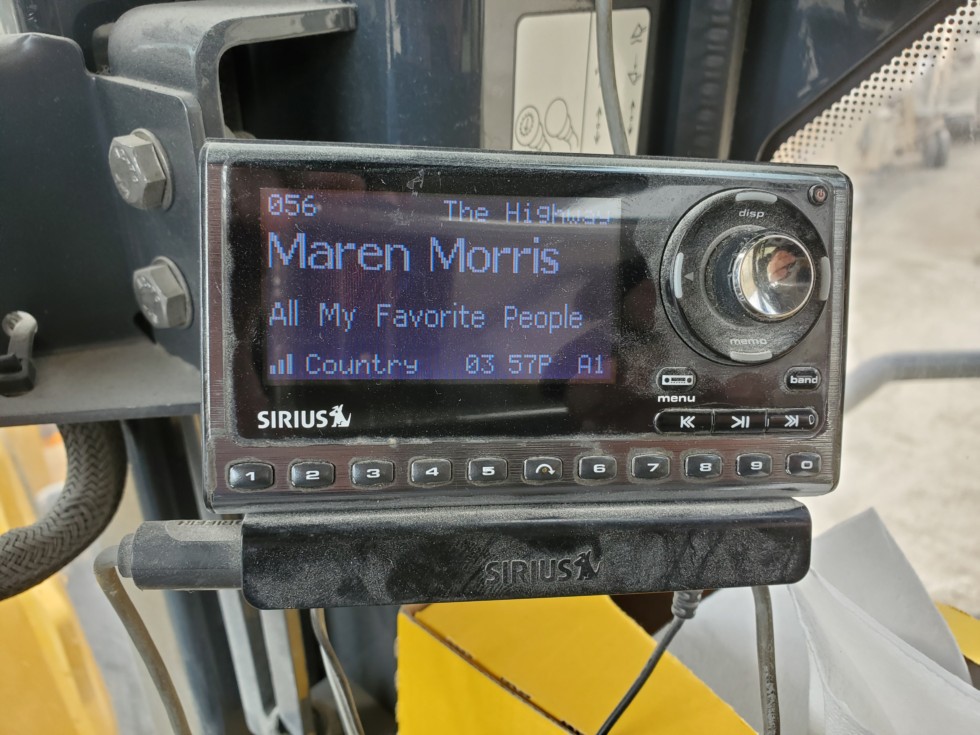 056 The Highway
Maren Morris
All My Favorite People
Country 03 57P A1
SIRIUS
disp
memo
menu
band
1 2 3 4 5 6 7 8 9 0
SIRIUS